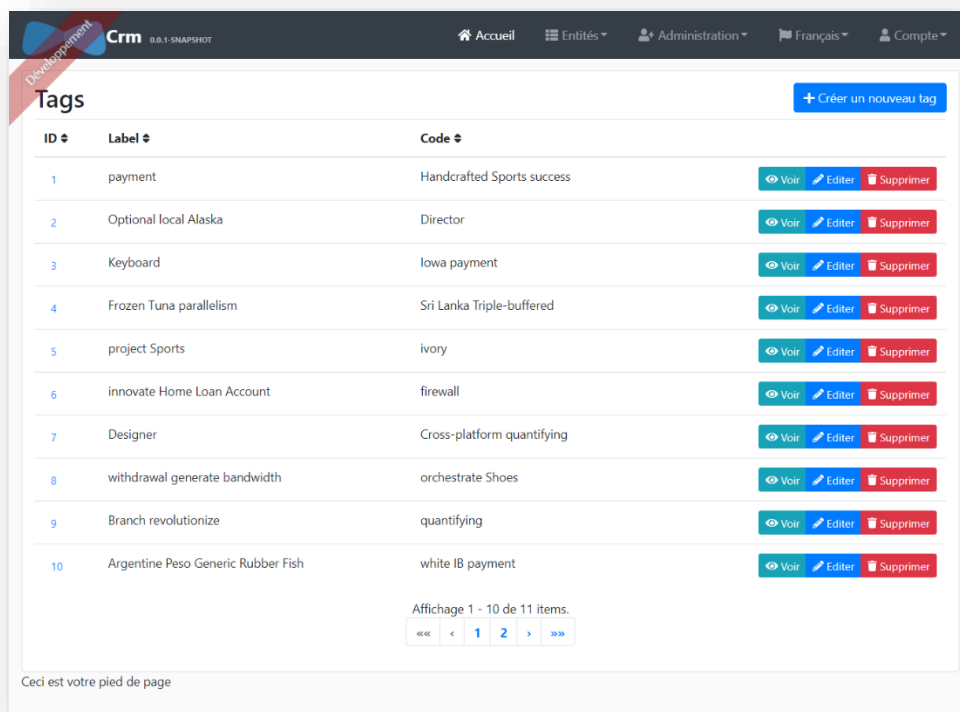 Développement
Crm 0.0.1-SNAPSHOT Accueil Entités Administration Français Compte
Tags Créer un nouveau tag
ID Label Code
1 payment Handcrafted Sports success Voir Editer Supprimer
2 Optional local Alaska Director Voir Editer Supprimer
3 Keyboard Iowa payment Voir Editer Supprimer
4 Frozen Tuna parallelism Sri Lanka Triple-buffered Voir Editer Supprimer
5 project Sports ivory Voir Editer Supprimer
6 innovate Home Loan Account firewall Voir Editer Supprimer
7 Designer Cross-platform quantifying Voir Editer Supprimer
8 withdrawal generate bandwidth orchestrate Shoes Voir Editer Supprimer
9 Branch revolutionize quantifying Voir Editer Supprimer
10 Argentine Peso Generic Rubber Fish white IB payment Voir Editer Supprimer
Affichage 1 - 10 de 11 items.
«« ‹ 1 2 › »»
Ceci est votre pied de page